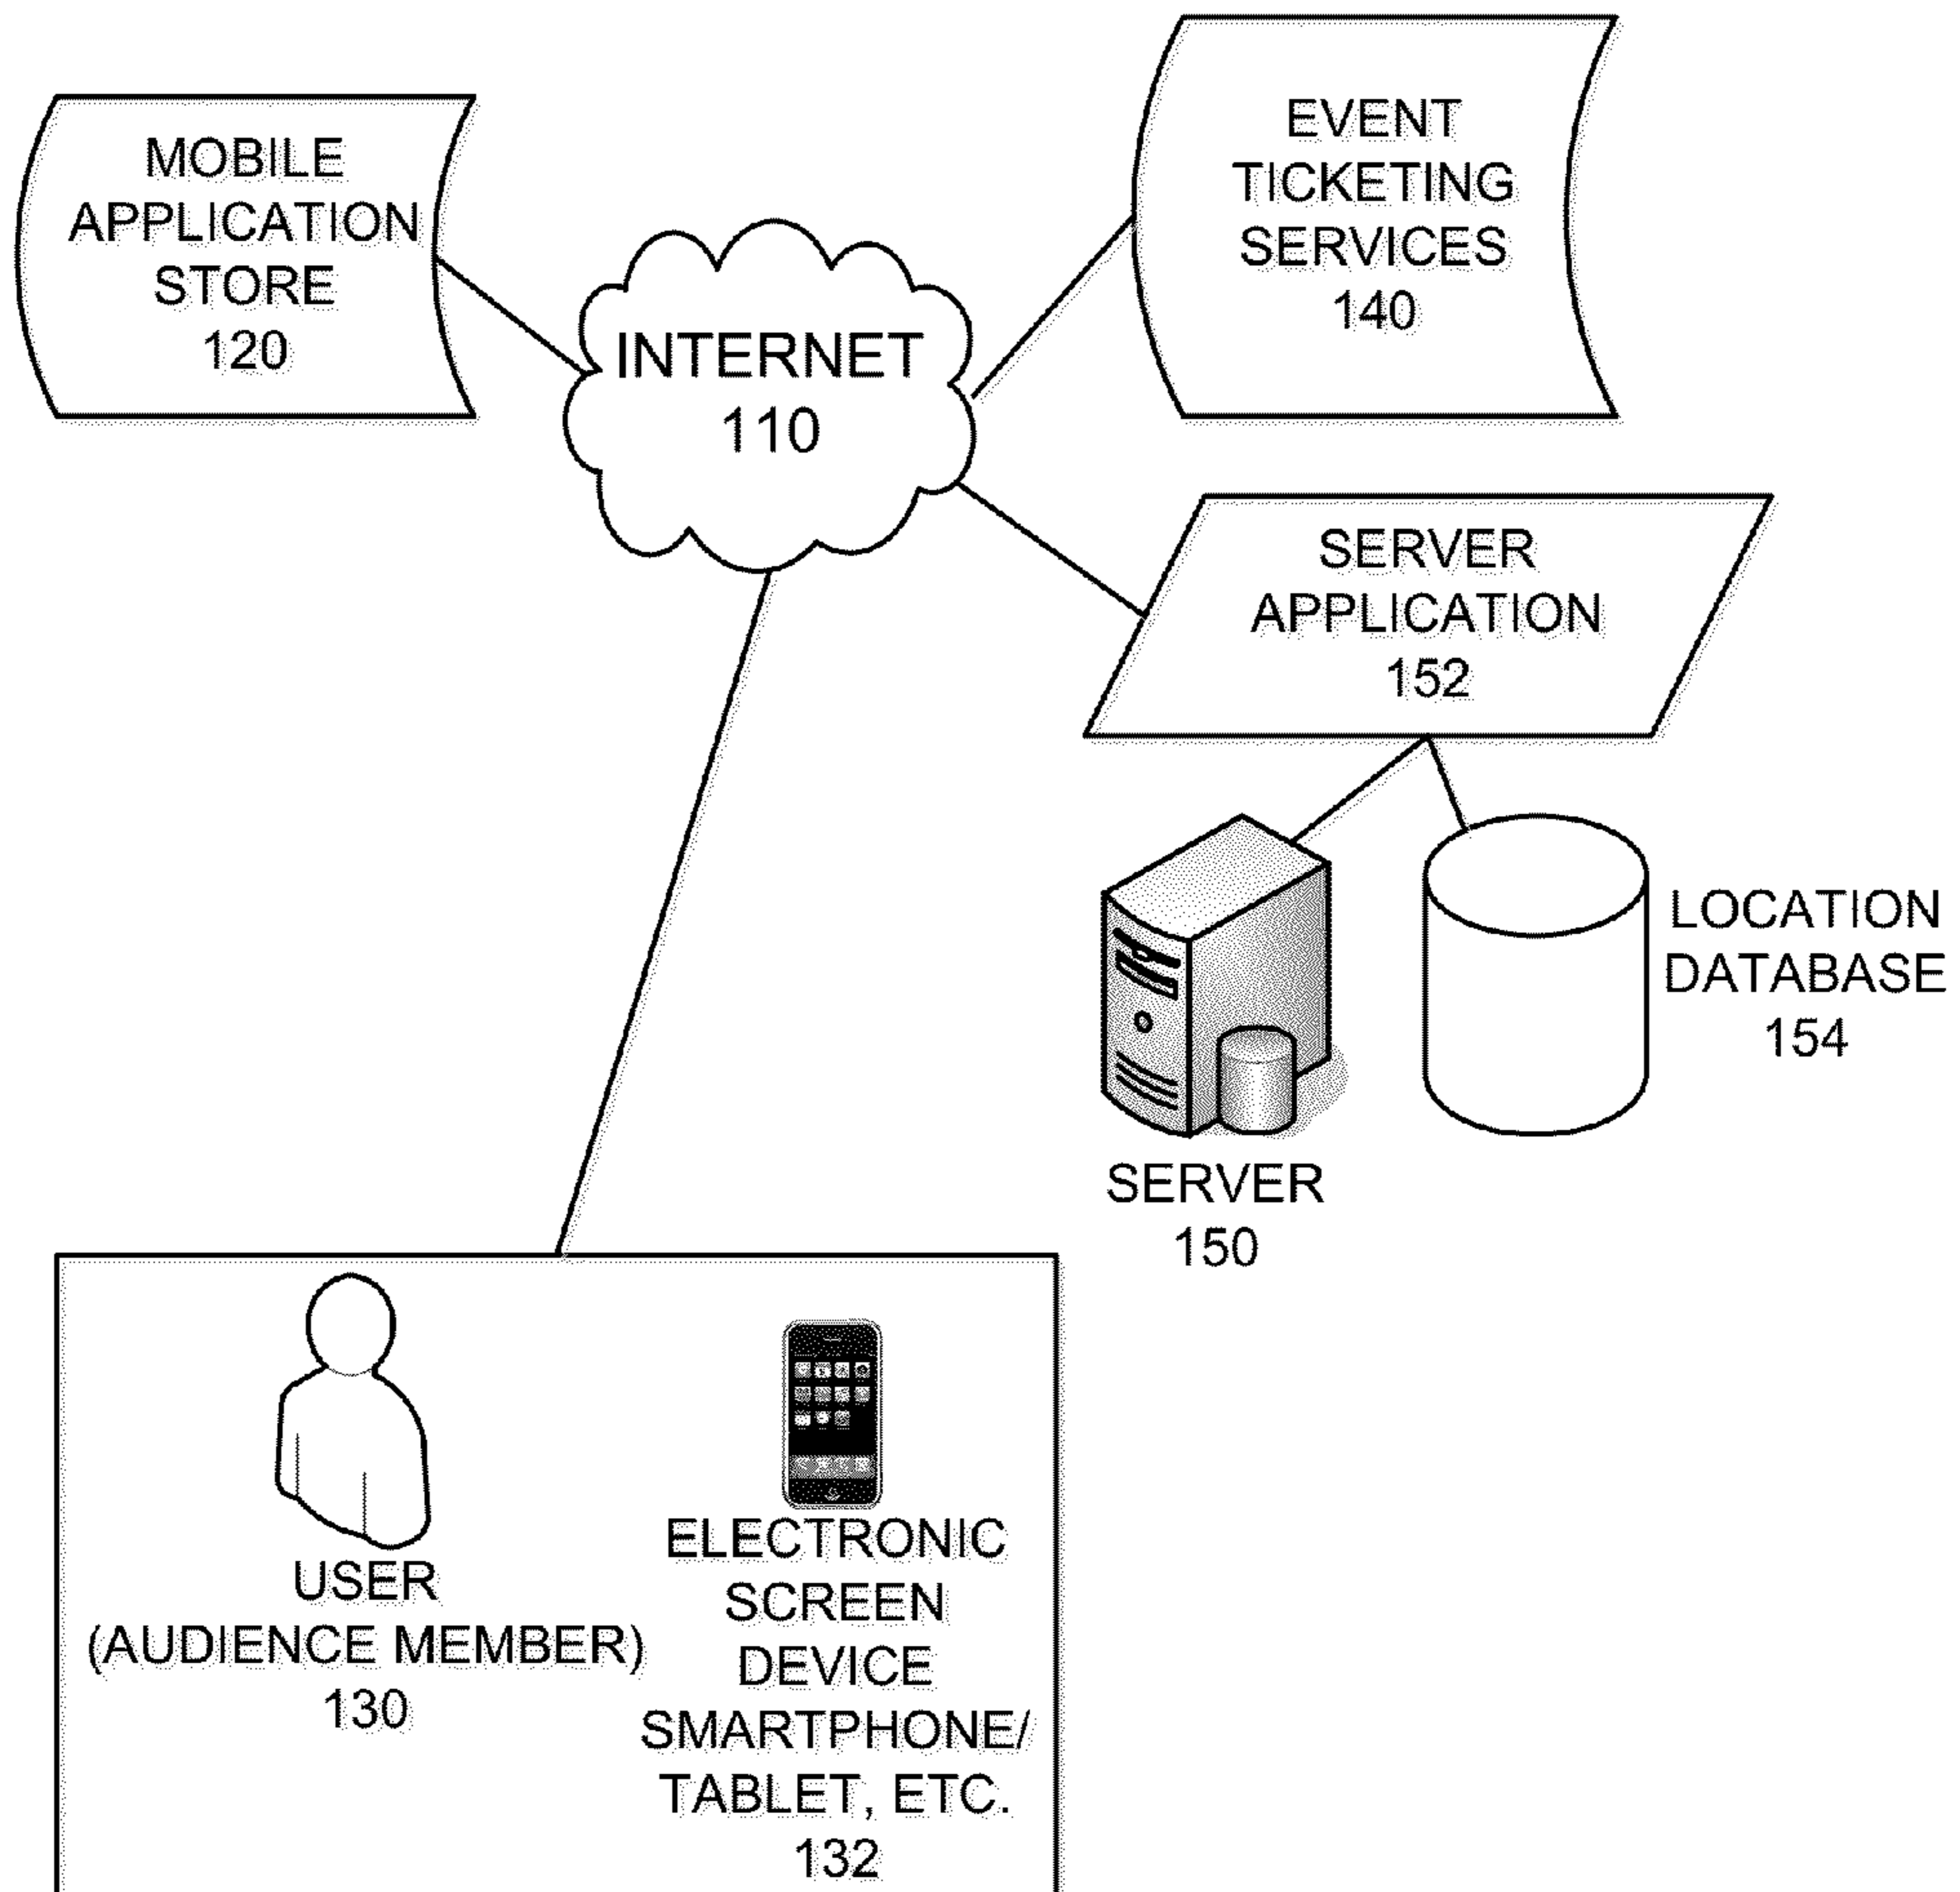 MOBILE
APPLICATION
STORE
120
INTERNET
110
EVENT
TICKETING
SERVICES
140
SERVER
APPLICATION
152
LOCATION
DATABASE
154
SERVER
150
USER
(AUDIENCE MEMBER)
130
ELECTRONIC
SCREEN
DEVICE
SMARTPHONE/
TABLET, ETC.
132